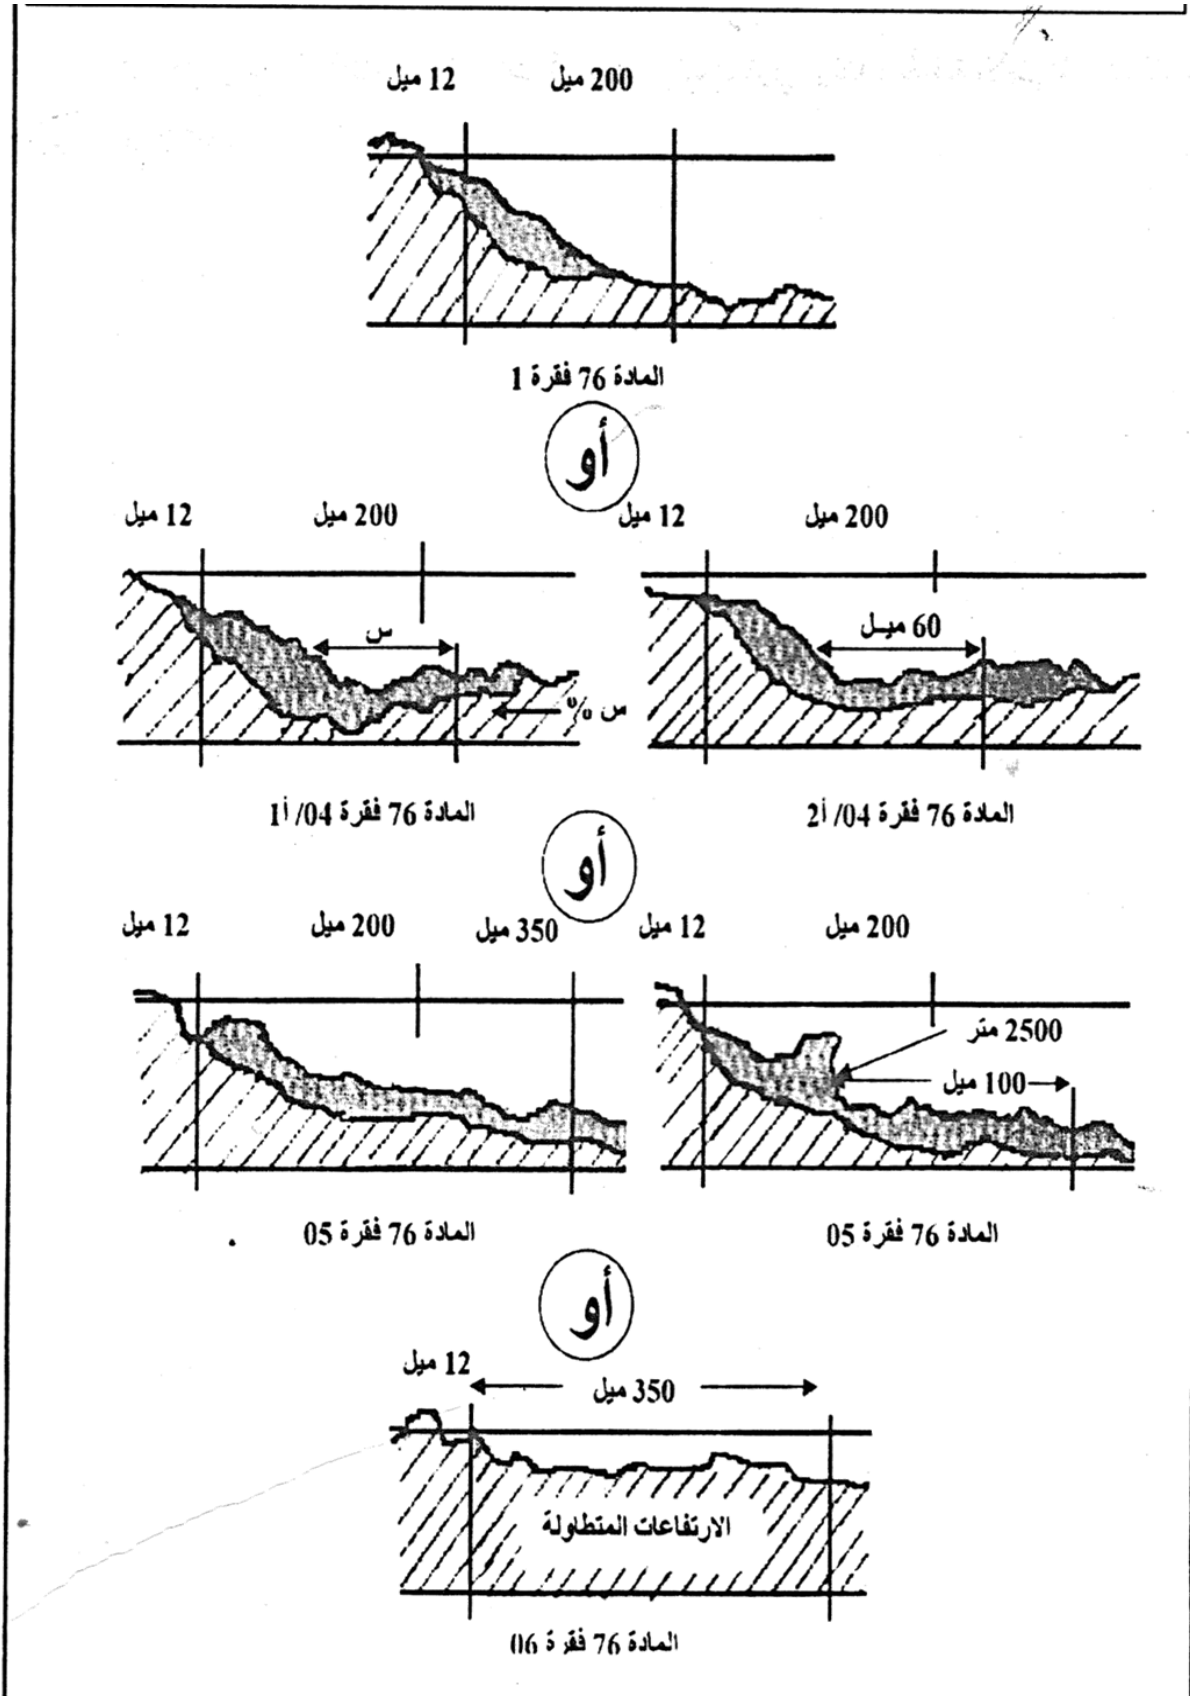 12 ميل
200 ميل
المادة 76 فقرة 1
أو
12 ميل
200 ميل
س
س %
المادة 76 فقرة 04/ أ1
12 ميل
200 ميل
60 ميل
المادة 76 فقرة 04/ أ2
أو
12 ميل
200 ميل
350 ميل
المادة 76 فقرة 05
12 ميل
200 ميل
2500 متر
100 ميل
المادة 76 فقرة 05
أو
12 ميل
350 ميل
الارتفاعات المتطاولة
المادة 76 فقرة 06